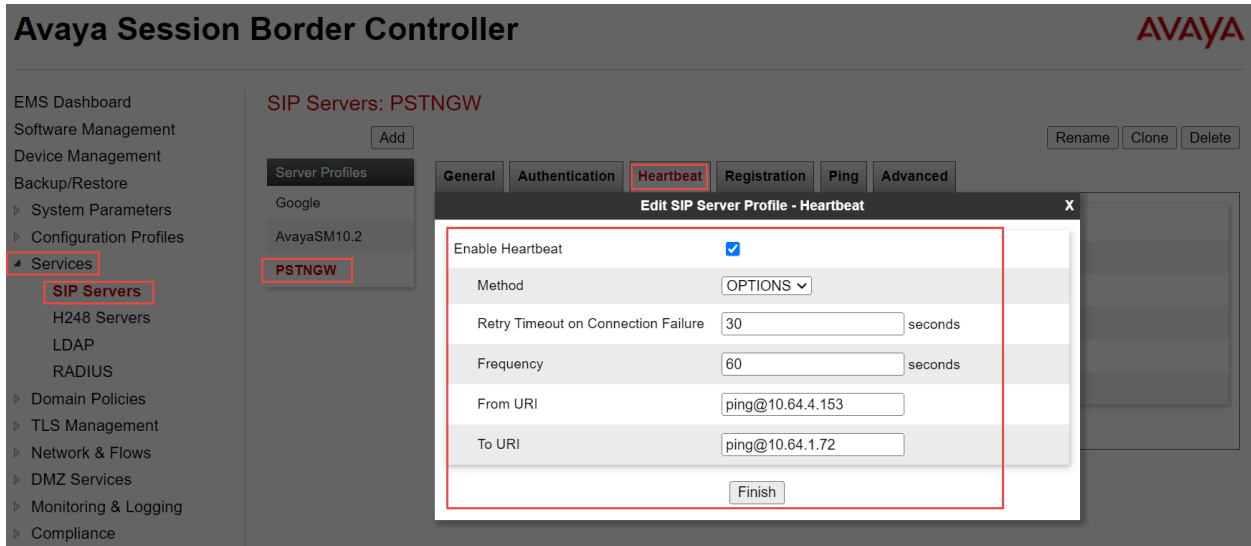 Avaya Session Border Controller
AVAYA
EMS Dashboard
Software Management
Device Management
Backup/Restore
System Parameters
Configuration Profiles
Services
SIP Servers
H248 Servers
LDAP
RADIUS
Domain Policies
TLS Management
Network & Flows
DMZ Services
Monitoring & Logging
Compliance
SIP Servers: PSTNGW
Add
Rename Clone Delete
Server Profiles
Google
AvayaSM10.2
PSTNGW
General Authentication Heartbeat Registration Ping Advanced
Edit SIP Server Profile - Heartbeat X
Enable Heartbeat
Method OPTIONS
Retry Timeout on Connection Failure 30 seconds
Frequency 60 seconds
From URI ping@10.64.4.153
To URI ping@10.64.1.72
Finish